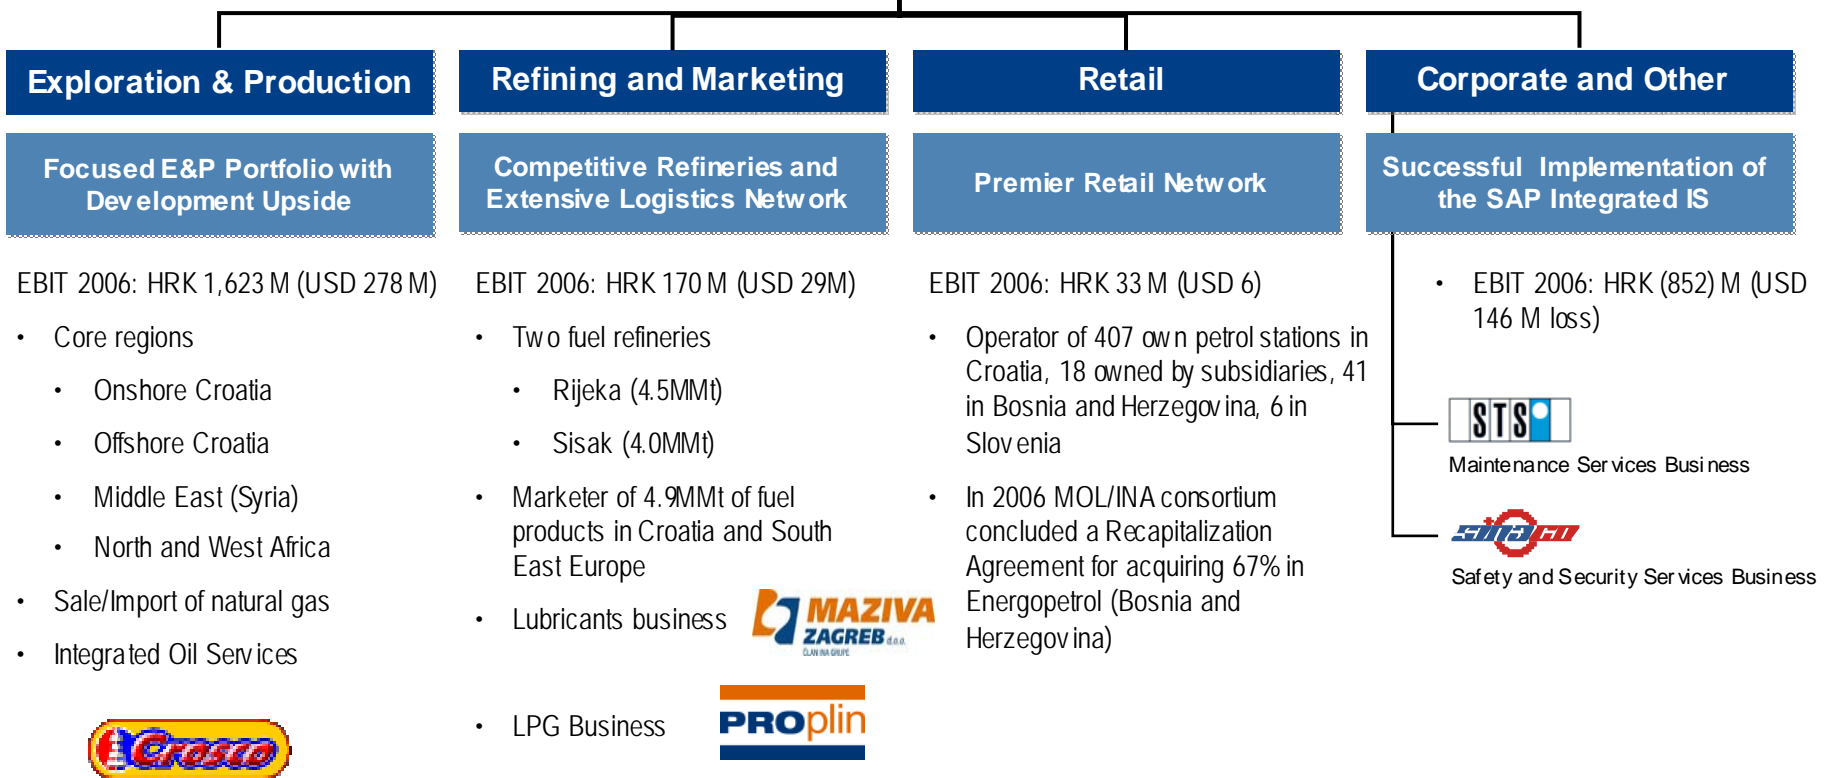 Exploration & Production
Focused E&P Portfolio with
Development Upside
EBIT 2006: HRK 1,623 M (USD 278 M)
• Core regions
• Onshore Croatia
• Offshore Croatia
• Middle East (Syria)
• North and West Africa
• Sale/Import of natural gas
• Integrated Oil Services
Crosco
Refining and Marketing
Competitive Refineries and
Extensive Logistics Network
EBIT 2006: HRK 170 M (USD 29M)
• Two fuel refineries
• Rijeka (4.5MMt)
• Sisak (4.0MMt)
• Marketer of 4.9MMt of fuel
products in Croatia and South
East Europe
• Lubricants business
MAZIVA
ZAGREB d.o.o.
ČLAN INA GRUPE
• LPG Business
PROplin
Retail
Premier Retail Network
EBIT 2006: HRK 33 M (USD 6)
• Operator of 407 own petrol stations in
Croatia, 18 owned by subsidiaries, 41
in Bosnia and Herzegovina, 6 in
Slovenia
• In 2006 MOL/INA consortium
concluded a Recapitalization
Agreement for acquiring 67% in
Energopetrol (Bosnia and
Herzegovina)
Corporate and Other
Successful Implementation of
the SAP Integrated IS
• EBIT 2006: HRK (852) M (USD
146 M loss)
STSI
Maintenance Services Business
sinaco
Safety and Security Services Business